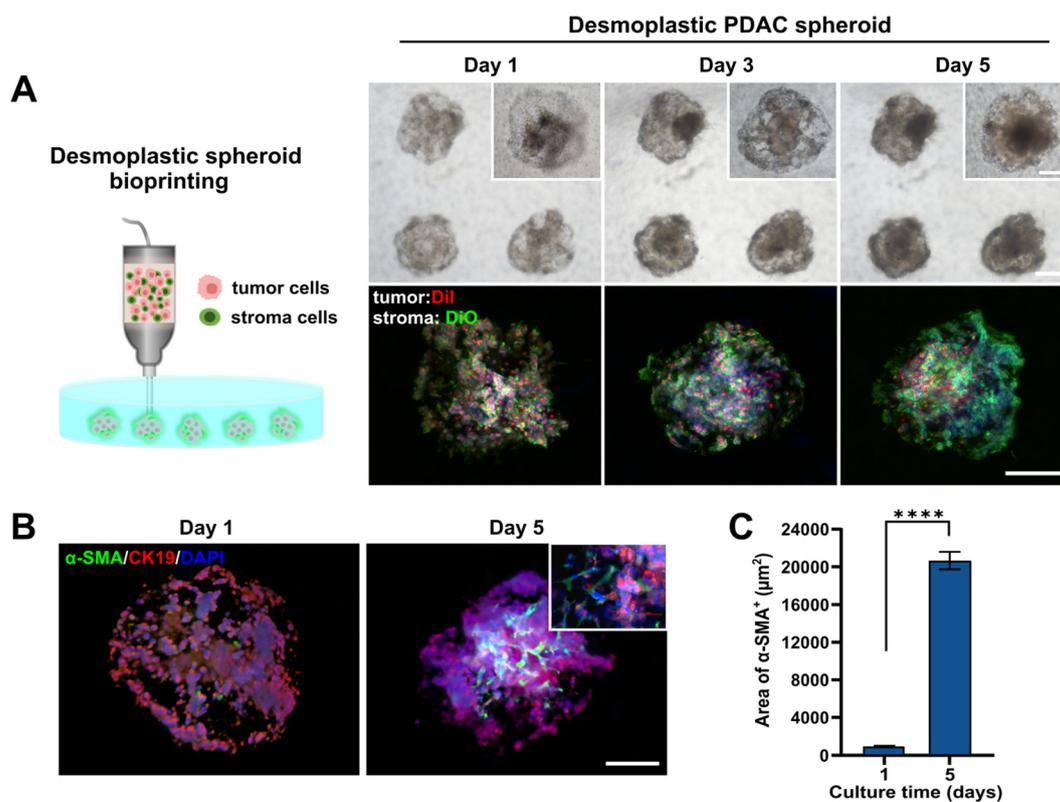 Desmoplastic PDAC spheroid
Day 1
Day 3
Day 5
A
Desmoplastic spheroid
bioprinting
tumor cells
stroma cells
tumor:DiI
stroma: DiO
B
Day 1
Day 5
α-SMA/CK19/DAPI
C
****
24000
20000
16000
12000
8000
4000
0
Area of α-SMA⁺ (µm²)
1
5
Culture time (days)